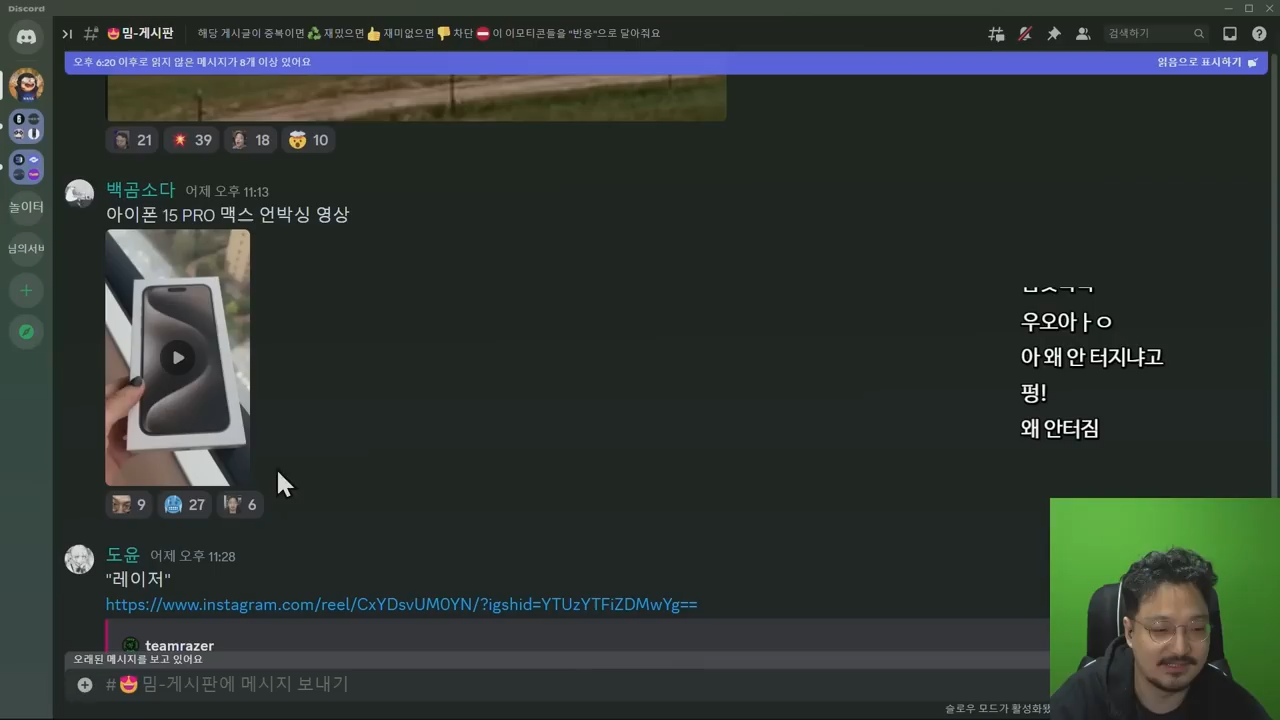 Discord
밈-게시판
해당 게시글이 중복이면 ♻️ 재밌으면 👍 재미없으면 👎 차단 ⛔ 이 이모티콘들을 "반응"으로 달아줘요
검색하기
오후 6:20 이후로 읽지 않은 메시지가 8개 이상 있어요
읽음으로 표시하기
21 39 18 10
놀이터
백곰소다 어제 오후 11:13
아이폰 15 PRO 맥스 언박싱 영상
님의서버
우오아ㅏㅇ
아 왜 안 터지냐고
펑!
왜 안터짐
9 27 6
도윤 어제 오후 11:28
"레이저"
https://www.instagram.com/reel/CxYDsvUM0YN/?igshid=YTUzYTFiZDMwYg==
teamrazer
오래된 메시지를 보고 있어요
#😍밈-게시판에 메시지 보내기
슬로우 모드가 활성화됐